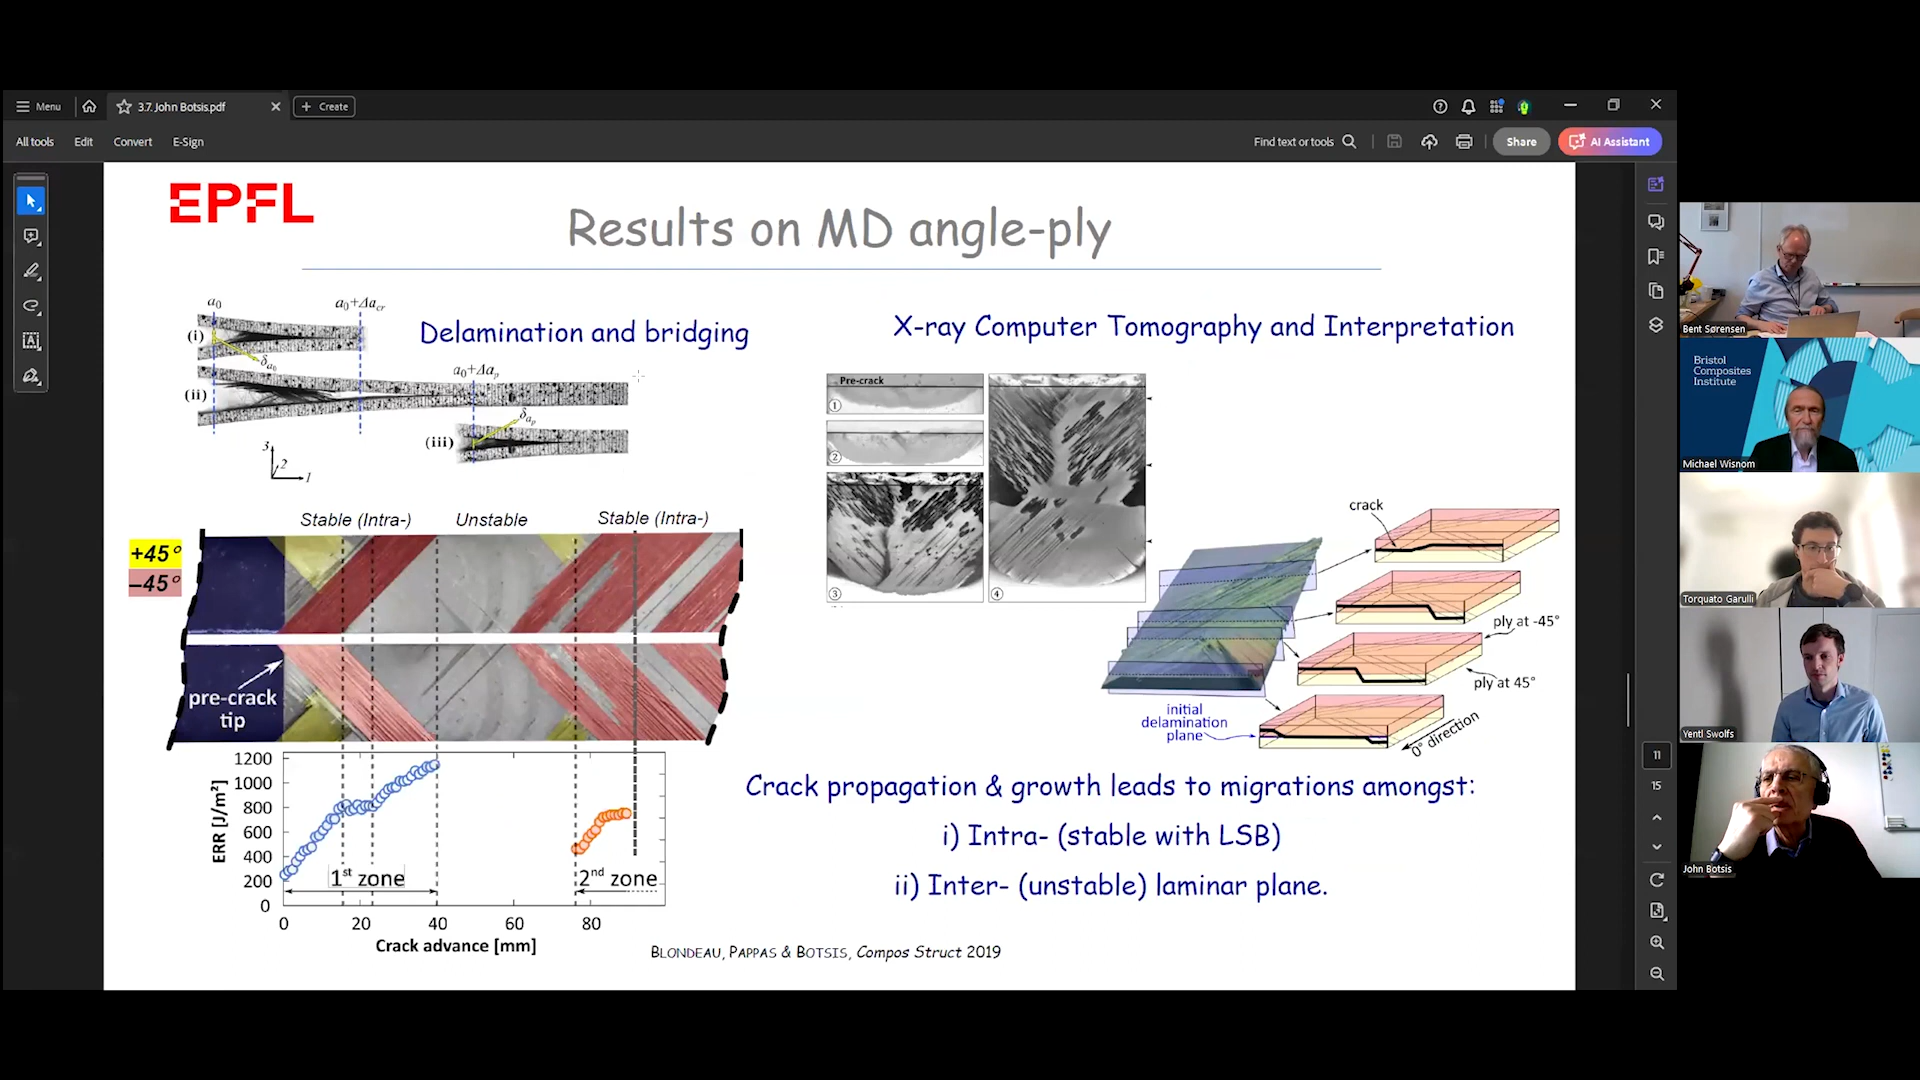 Menu
3.7. John Botsis.pdf
Create
All tools
Edit
Convert
E-Sign
Find text or tools
Share
AI Assistant
EPFL
Results on MD angle-ply
a0
a0+Δacr
(i)
δa0
Delamination and bridging
a0+Δap
(ii)
δap
(iii)
3
2
1
X-ray Computer Tomography and Interpretation
Pre-crack
1
2
3
4
crack
ply at -45°
ply at 45°
initial
delamination
plane
0° direction
Stable (Intra-)
Unstable
Stable (Intra-)
+45°
–45°
pre-crack
tip
ERR [J/m²]
1200
1000
800
600
400
200
0
1st zone
2nd zone
0
20
40
60
80
Crack advance [mm]
Crack propagation & growth leads to migrations amongst:
i) Intra- (stable with LSB)
ii) Inter- (unstable) laminar plane.
BLONDEAU, PAPPAS & BOTSIS, Compos Struct 2019
11
15
Bent Sørensen
Bristol
Composites
Institute
Michael Wisnom
Torquato Garulli
Yentl Swolfs
John Botsis